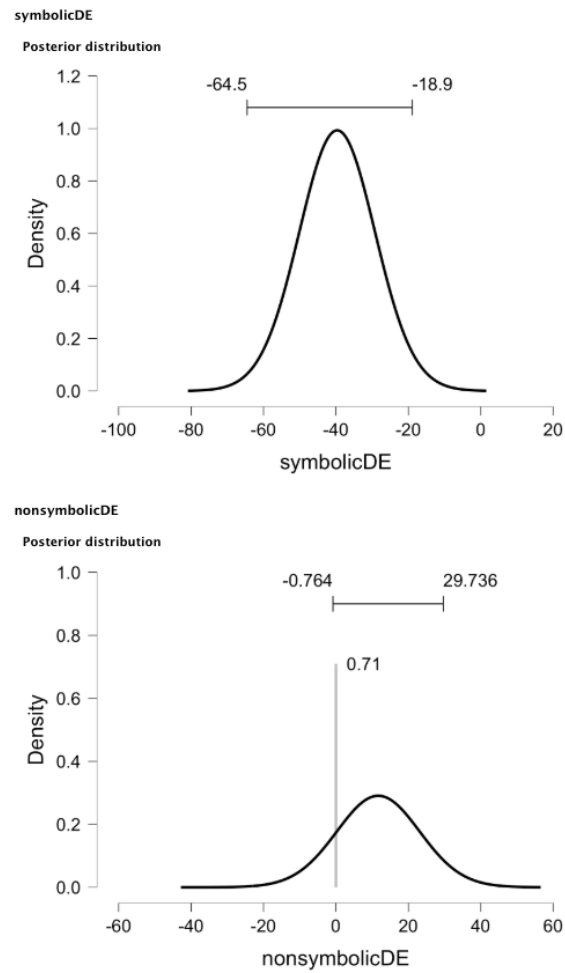 symbolicDE
Posterior distribution
-64.5 -18.9
1.2
1.0
0.8
0.6
0.4
0.2
0.0
Density
-100 -80 -60 -40 -20 0 20
symbolicDE
nonsymbolicDE
Posterior distribution
-0.764 29.736
0.71
1.0
0.8
0.6
0.4
0.2
0.0
Density
-60 -40 -20 0 20 40 60
nonsymbolicDE